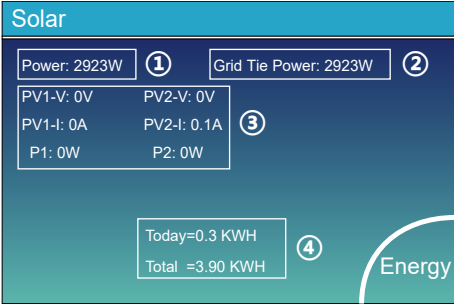 Solar
Power: 2923W ① Grid Tie Power: 2923W ②
PV1-V: 0V PV2-V: 0V
PV1-I: 0A PV2-I: 0.1A ③
P1: 0W P2: 0W
Today=0.3 KWH
④
Total =3.90 KWH
Energy